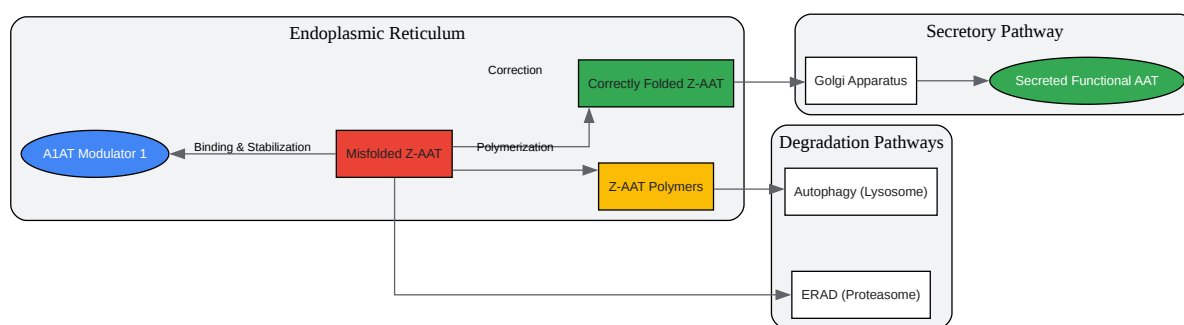 Endoplasmic Reticulum
Secretory Pathway
Correction
Correctly Folded Z-AAT
Golgi Apparatus
Secreted Functional AAT
Degradation Pathways
A1AT Modulator 1
Binding & Stabilization
Misfolded Z-AAT
Polymerization
Z-AAT Polymers
Autophagy (Lysosome)
ERAD (Proteasome)